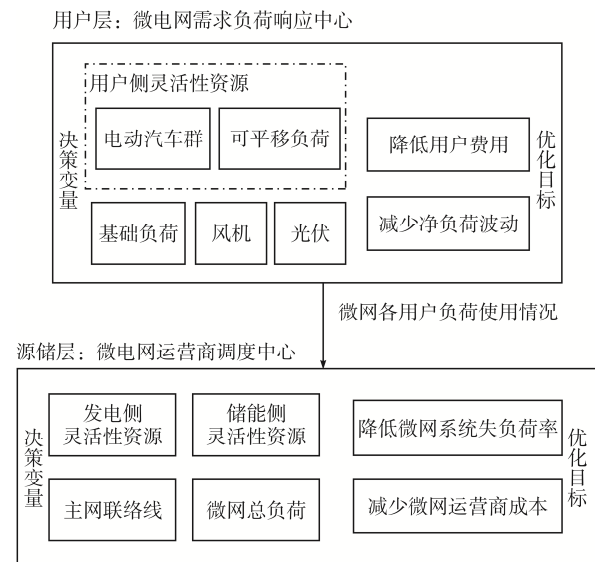 用户层：微电网需求负荷响应中心
用户侧灵活性资源
决策变量
电动汽车群
可平移负荷
降低用户费用
优化目标
基础负荷
风机
光伏
减少净负荷波动
微网各用户负荷使用情况
源储层：微电网运营商调度中心
决策变量
发电侧
灵活性资源
储能侧
灵活性资源
降低微网系统失负荷率
优化目标
主网联络线
微网总负荷
减少微网运营商成本